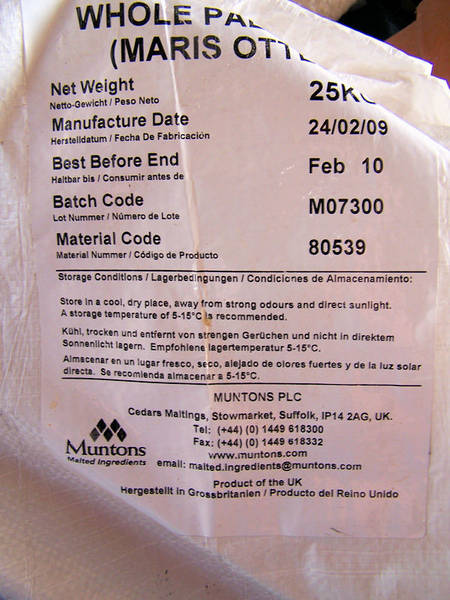 WHOLE PA
(MARIS OTTE
Net Weight 25KG
Netto-Gewicht / Peso Neto
Manufacture Date 24/02/09
Herstelldatum / Fecha De Fabricación
Best Before End Feb 10
Haltbar bis / Consumir antes de
Batch Code M07300
Lot Nummer / Número de Lote
Material Code 80539
Material Nummer / Código de Producto
Storage Conditions / Lagerbedingungen / Condiciones de Almacenamiento:
Store in a cool, dry place, away from strong odours and direct sunlight.
A storage temperature of 5-15°C is recommended.
Kühl, trocken und entfernt von strengen Gerüchen und nicht in direktem
Sonnenlicht lagern. Empfohlene lagertemperatur 5-15°C.
Almacenar en un lugar fresco, seco, alejado de olores fuertes y de la luz solar
directa. Se recomienda almacenar a 5-15°C.
MUNTONS PLC
Cedars Maltings, Stowmarket, Suffolk, IP14 2AG, UK.
Tel: (+44) (0) 1449 618300
Fax: (+44) (0) 1449 618332
www.muntons.com
email: malted.ingredients@muntons.com
Muntons
Malted Ingredients
Product of the UK
Hergestellt in Grossbritanien / Producto del Reino Unido